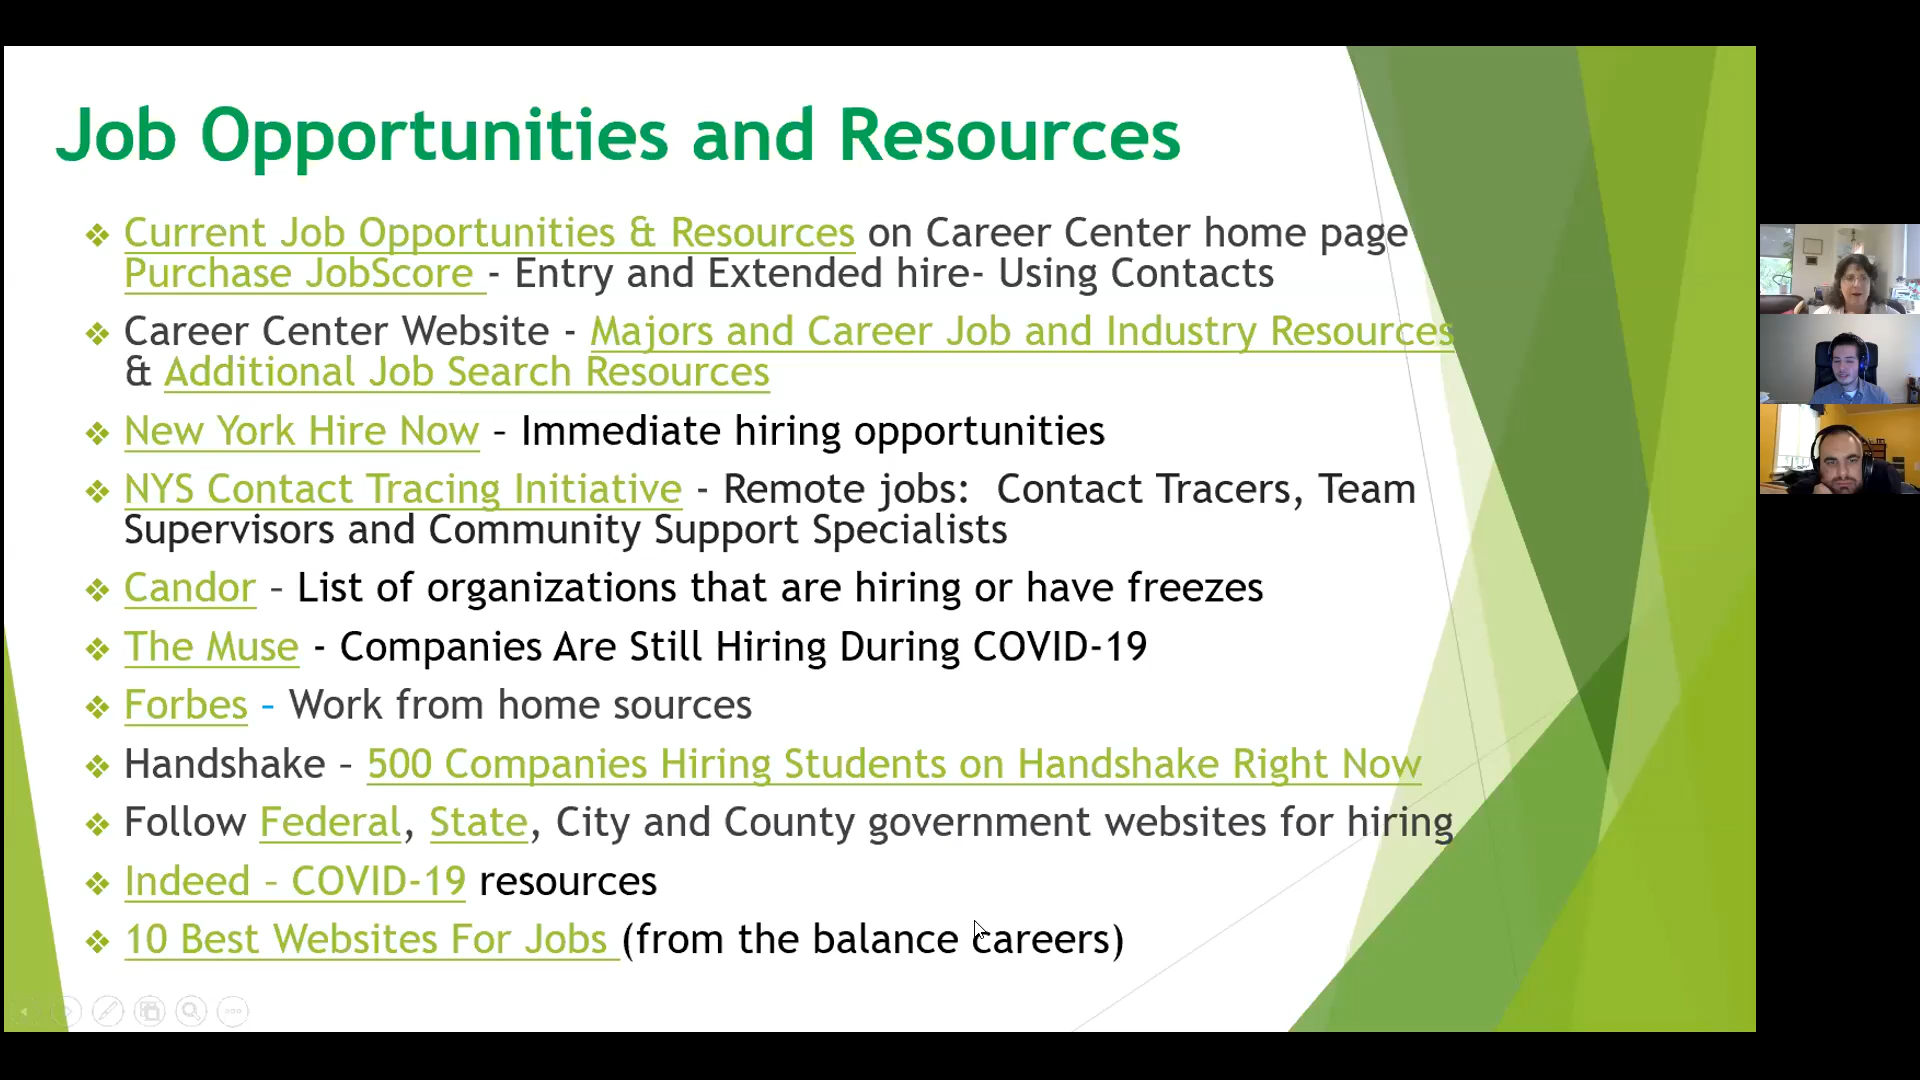 Job Opportunities and Resources
Current Job Opportunities & Resources on Career Center home page
Purchase JobScore - Entry and Extended hire- Using Contacts
Career Center Website - Majors and Career Job and Industry Resources
& Additional Job Search Resources
New York Hire Now – Immediate hiring opportunities
NYS Contact Tracing Initiative - Remote jobs:  Contact Tracers, Team
Supervisors and Community Support Specialists
Candor – List of organizations that are hiring or have freezes
The Muse - Companies Are Still Hiring During COVID-19
Forbes – Work from home sources
Handshake – 500 Companies Hiring Students on Handshake Right Now
Follow Federal, State, City and County government websites for hiring
Indeed – COVID-19 resources
10 Best Websites For Jobs (from the balance careers)